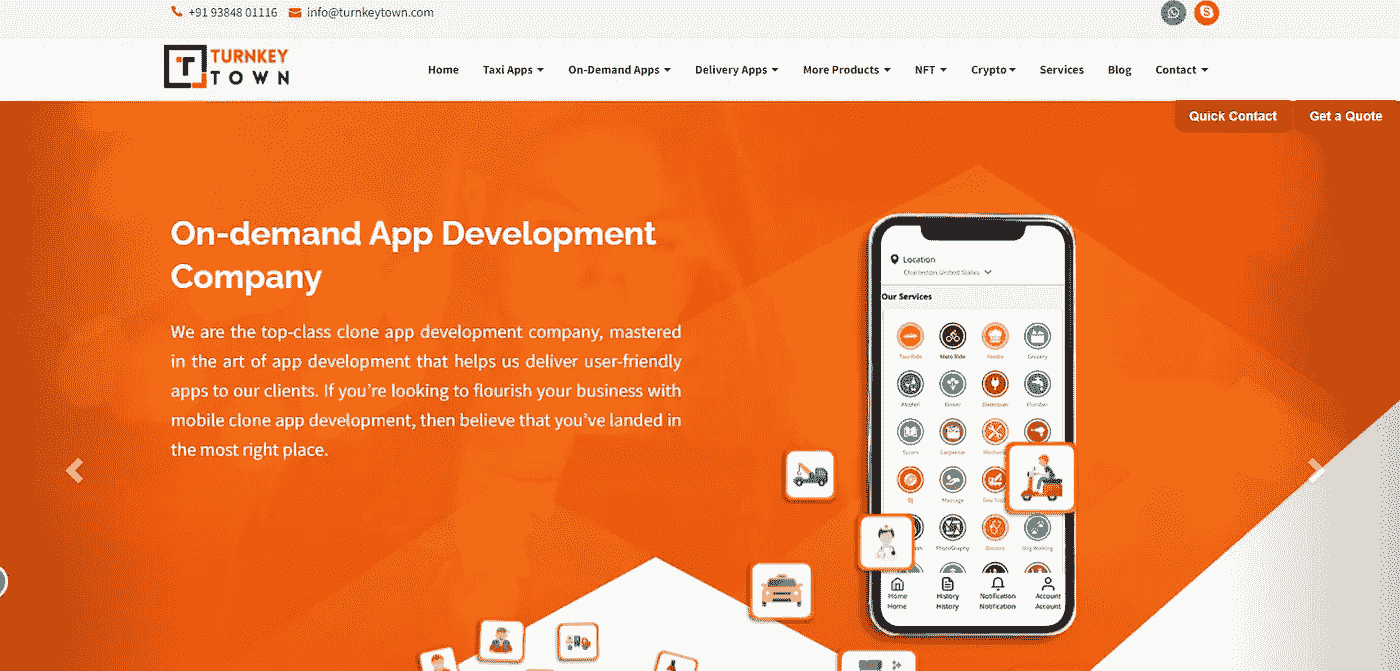 +91 93848 01116 info@turnkeytown.com
TURNKEY
TOWN
Home Taxi Apps On-Demand Apps Delivery Apps More Products NFT Crypto Services Blog Contact
Quick Contact Get a Quote
On-demand App Development
Company
We are the top-class clone app development company, mastered
in the art of app development that helps us deliver user-friendly
apps to our clients. If you’re looking to flourish your business with
mobile clone app development, then believe that you’ve landed in
the most right place.
Location
Charleston,United States
Our Services
Taxi Ride Moto Ride Foodie Grocery
Alcohol Flower Electrician Plumber
Tutors Carpenter
DJ Massage
PhotoGraphy Doctors Dog Walking
Home History Notification Account
Home History Notification Account